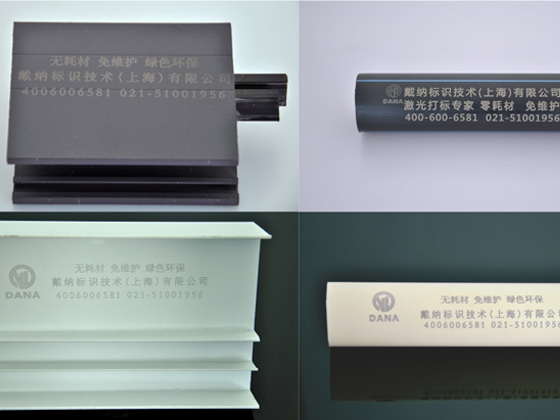 无耗材 免维护 绿色环保
戴纳标识技术(上海)有限公司
4006006581 021-51001956
DANA
戴纳标识技术(上海)有限公司
激光打标专家 零耗材 免维护
400-600-6581 021-51001956
DANA
无耗材 免维护 绿色环保
戴纳标识技术(上海)有限公司
4006006581 021-51001956
DANA
无耗材 免维护 绿色环保
戴纳标识技术(上海)有限公司
4006006581 021-51001956